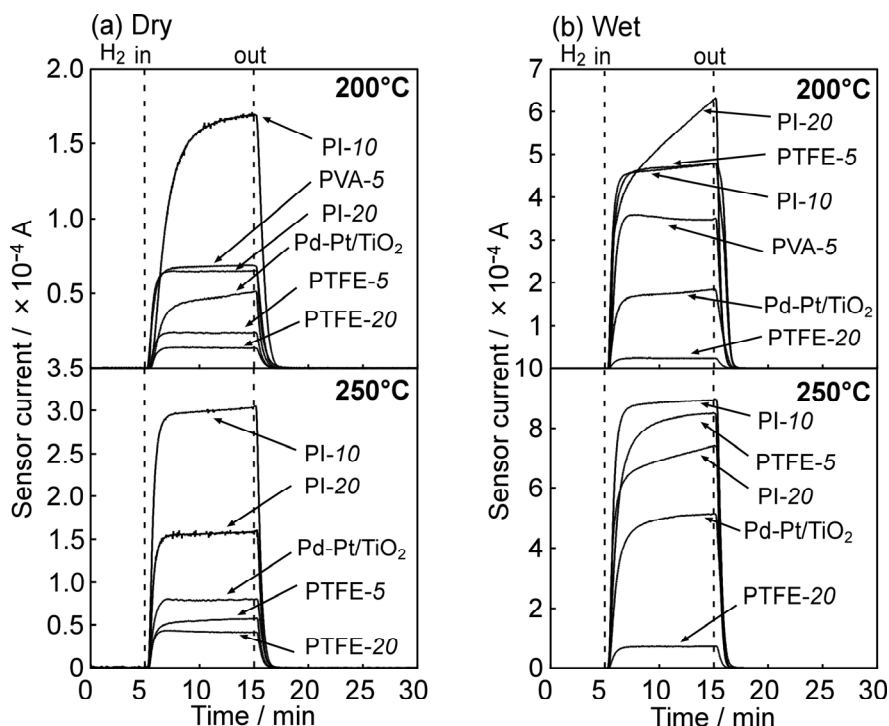 (a) Dry
H₂ in
out
2.0
1.5
1.0
0.5
3.5
200°C
PI-10
PVA-5
PI-20
Pd-Pt/TiO₂
PTFE-5
PTFE-20
3.0
2.5
2.0
1.5
1.0
0.5
0
250°C
PI-10
PI-20
Pd-Pt/TiO₂
PTFE-5
PTFE-20
Sensor current / × 10⁻⁴ A
0 5 10 15 20 25 30
Time / min
(b) Wet
H₂ in
out
7
6
5
4
3
2
1
10
200°C
PI-20
PTFE-5
PI-10
PVA-5
Pd-Pt/TiO₂
PTFE-20
8
6
4
2
0
250°C
PI-10
PTFE-5
PI-20
Pd-Pt/TiO₂
PTFE-20
Sensor current / × 10⁻⁴ A
0 5 10 15 20 25 30
Time / min